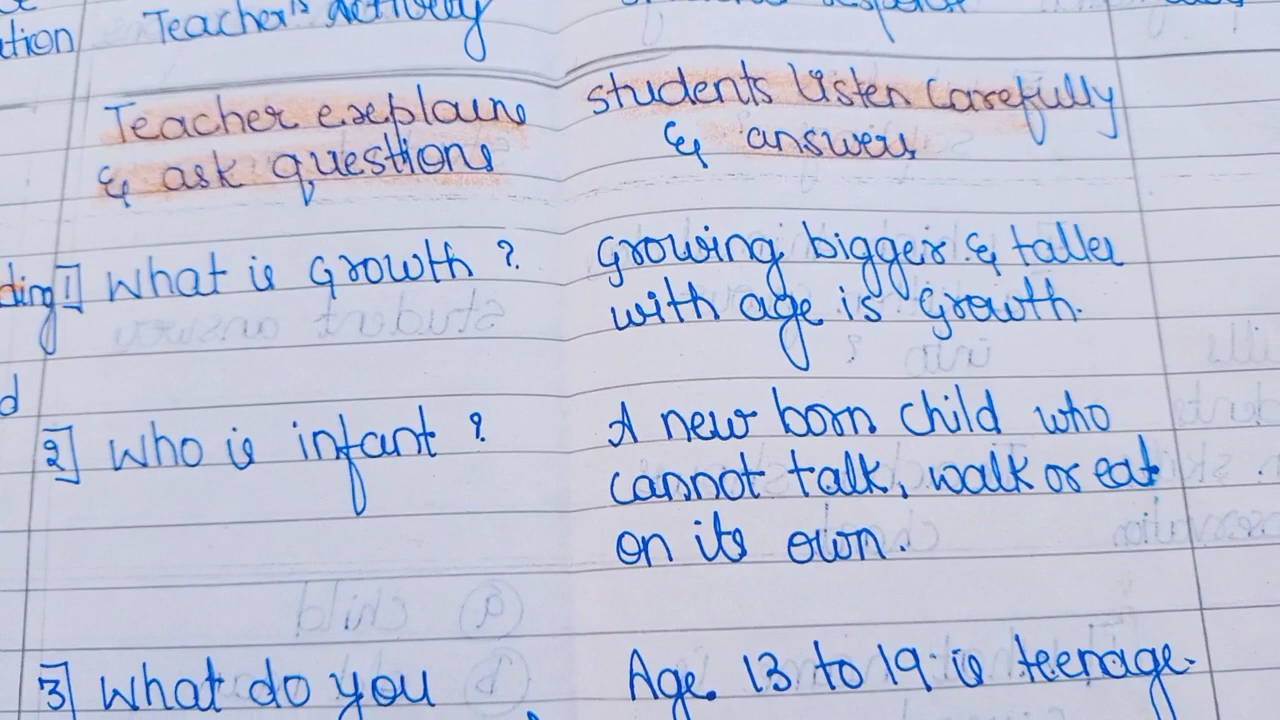 Teacher's activity
Teacher explains students listen carefully
& ask questions & answers
1] What is growth ? Growing bigger & taller
with age is growth.
2] Who is infant ? A new born child who
cannot talk, walk or eat
on its own.
3] What do you Age 13 to 19 is teenage.